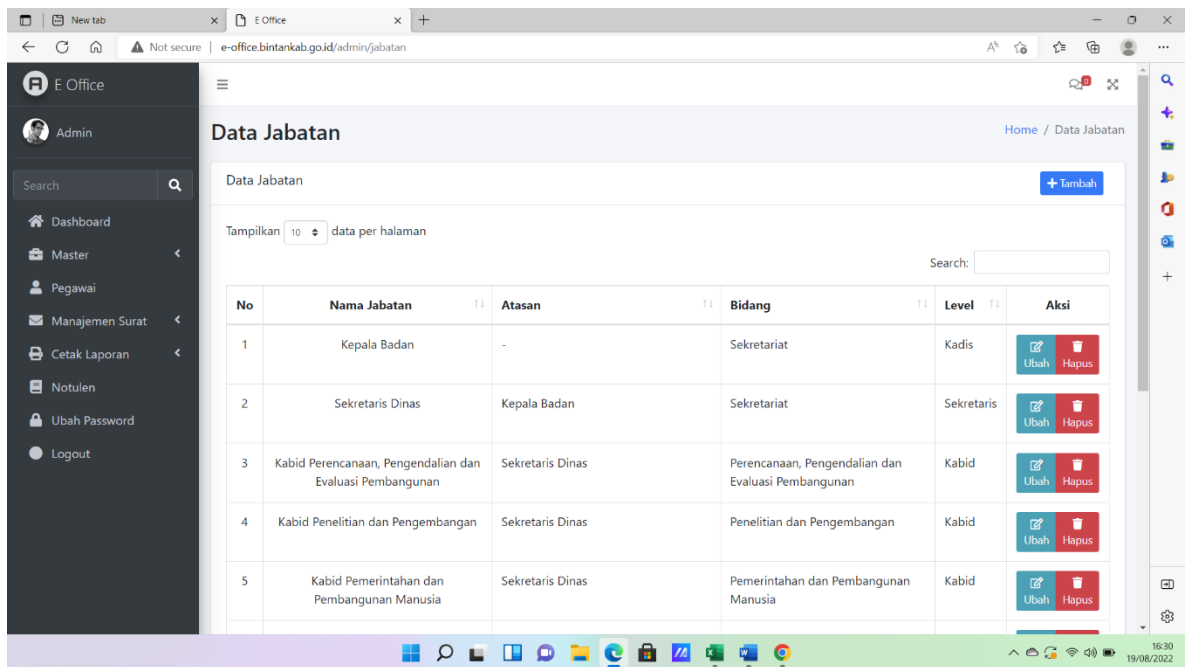 New tab
E Office
Not secure | e-office.bintankab.go.id/admin/jabatan
E Office
Admin
Search
Dashboard
Master
Pegawai
Manajemen Surat
Cetak Laporan
Notulen
Ubah Password
Logout
Data Jabatan
Home / Data Jabatan
Data Jabatan
+ Tambah
Tampilkan 10 data per halaman
Search:
No Nama Jabatan Atasan Bidang Level Aksi
1 Kepala Badan - Sekretariat Kadis Ubah Hapus
2 Sekretaris Dinas Kepala Badan Sekretariat Sekretaris Ubah Hapus
3 Kabid Perencanaan, Pengendalian dan Sekretaris Dinas Perencanaan, Pengendalian dan Kabid
Evaluasi Pembangunan Evaluasi Pembangunan Ubah Hapus
4 Kabid Penelitian dan Pengembangan Sekretaris Dinas Penelitian dan Pengembangan Kabid Ubah Hapus
5 Kabid Pemerintahan dan Sekretaris Dinas Pemerintahan dan Pembangunan Kabid
Pembangunan Manusia Manusia Ubah Hapus
16:30
19/08/2022